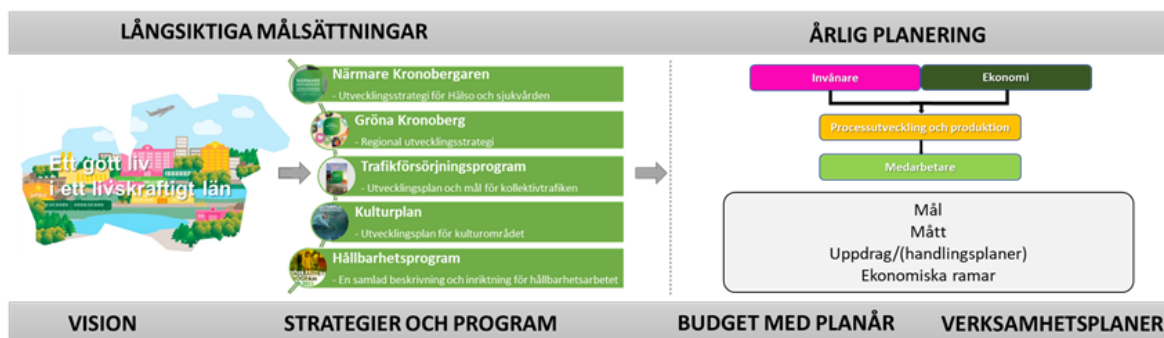 LÅNGSIKTIGA MÅLSÄTTNINGAR
ÅRLIG PLANERING
Ett gott liv
i ett livskraftigt län
Närmare Kronobergaren
- Utvecklingsstrategi för Hälso och sjukvården
Gröna Kronoberg
- Regional utvecklingsstrategi
Trafikförsörjningsprogram
- Utvecklingsplan och mål för kollektivtrafiken
Kulturplan
- Utvecklingsplan för kulturområdet
Hållbarhetsprogram
- En samlad beskrivning och inriktning för hållbarhetsarbetet
Invånare
Ekonomi
Processutveckling och produktion
Medarbetare
Mål
Mått
Uppdrag/(handlingsplaner)
Ekonomiska ramar
VISION
STRATEGIER OCH PROGRAM
BUDGET MED PLANÅR
VERKSAMHETSPLANER